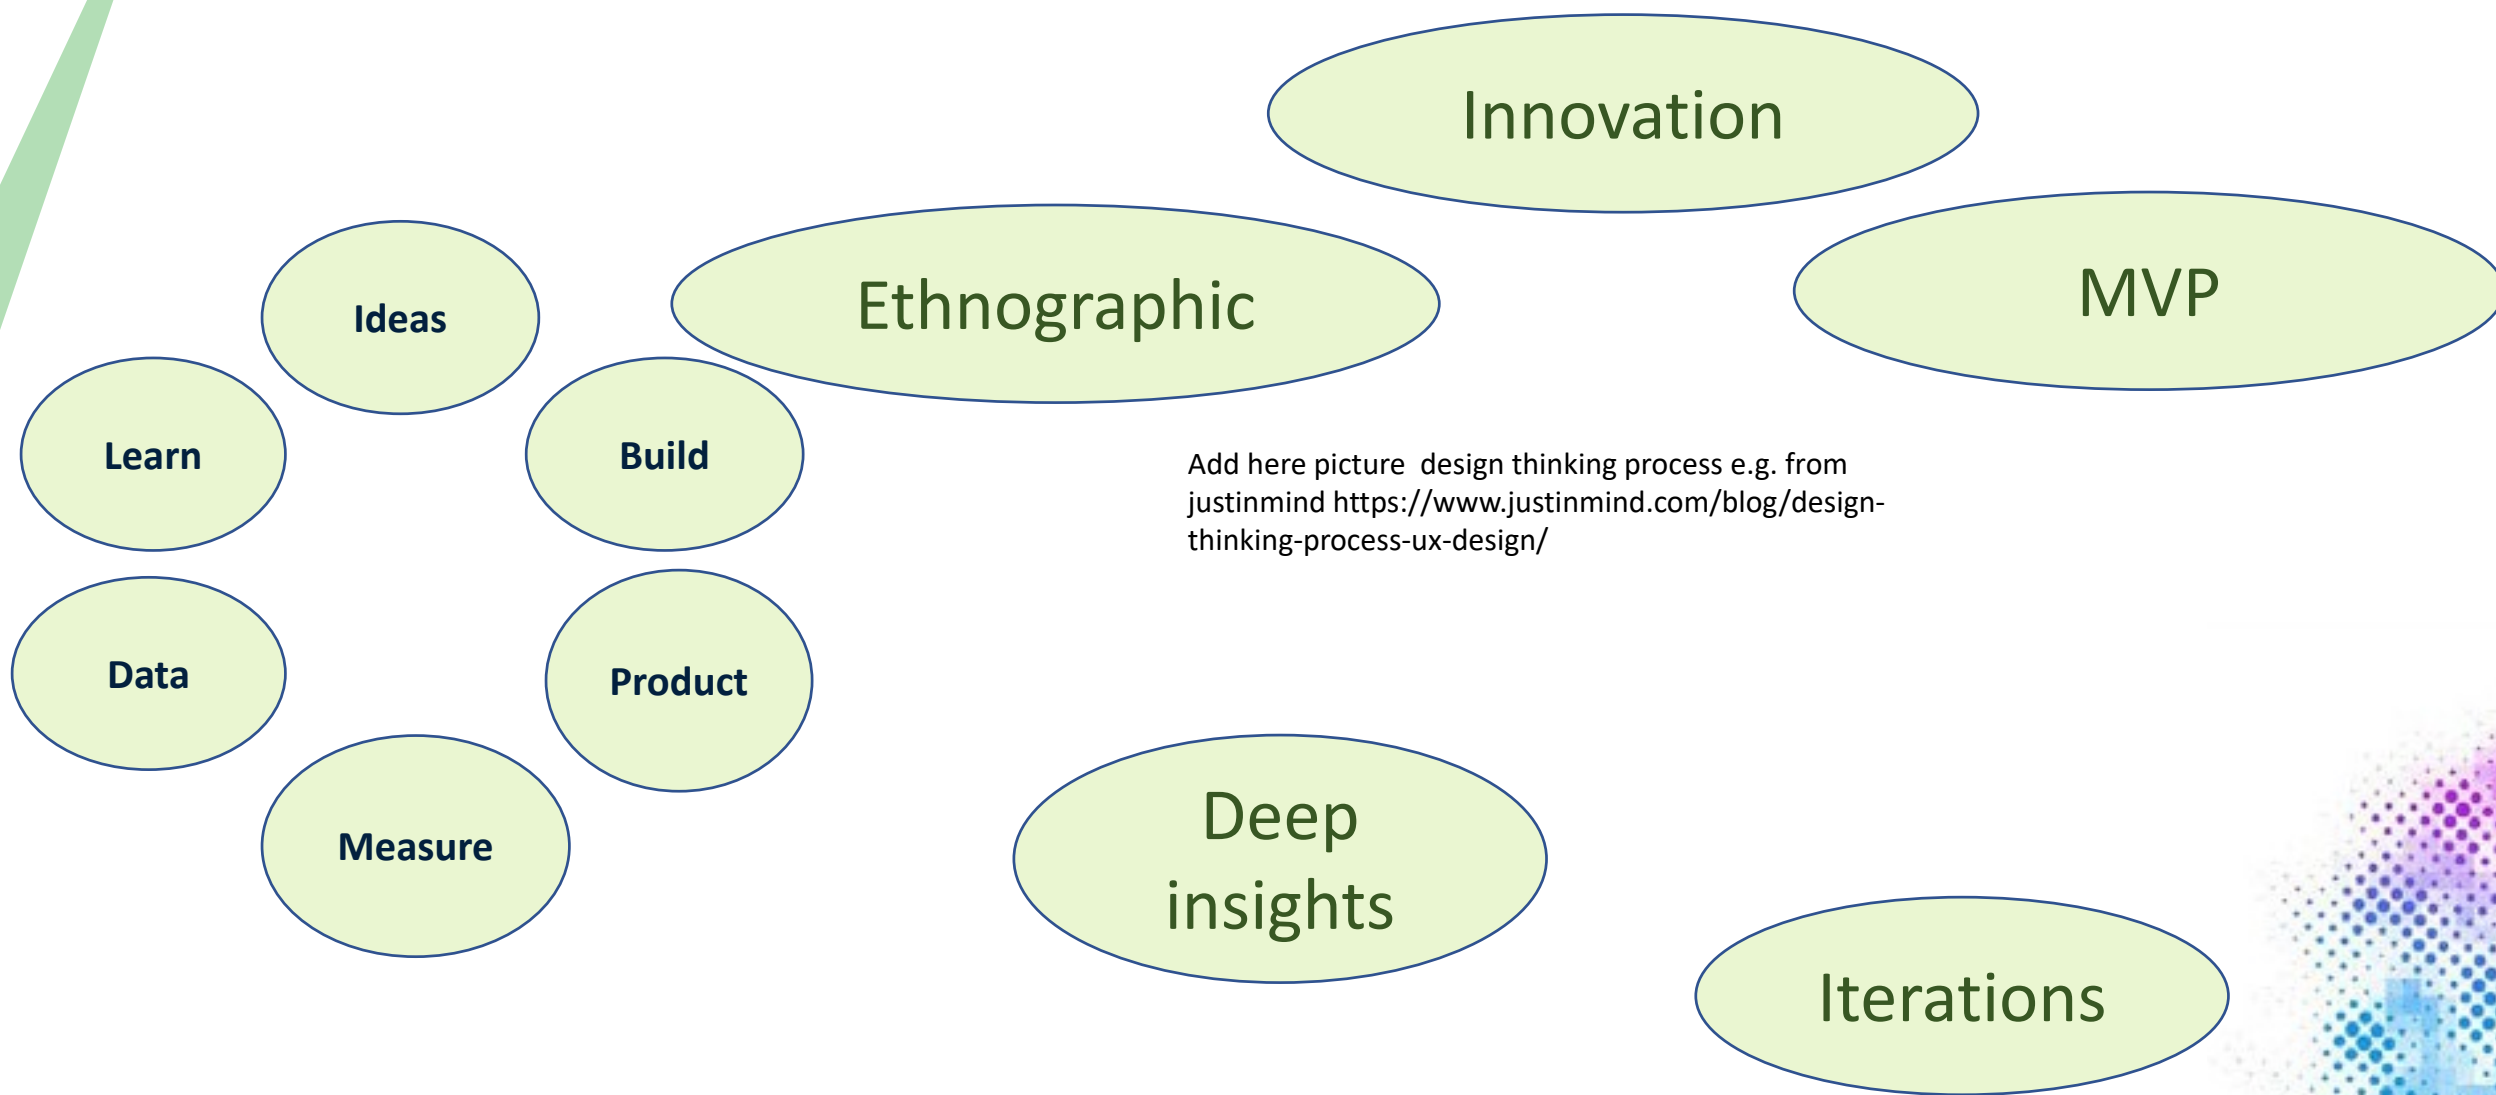 Innovation
Ethnographic
MVP
Ideas
Learn
Build
Add here picture  design thinking process e.g. from
justinmind https://www.justinmind.com/blog/design-
thinking-process-ux-design/
Data
Product
Measure
Deep
insights
Iterations